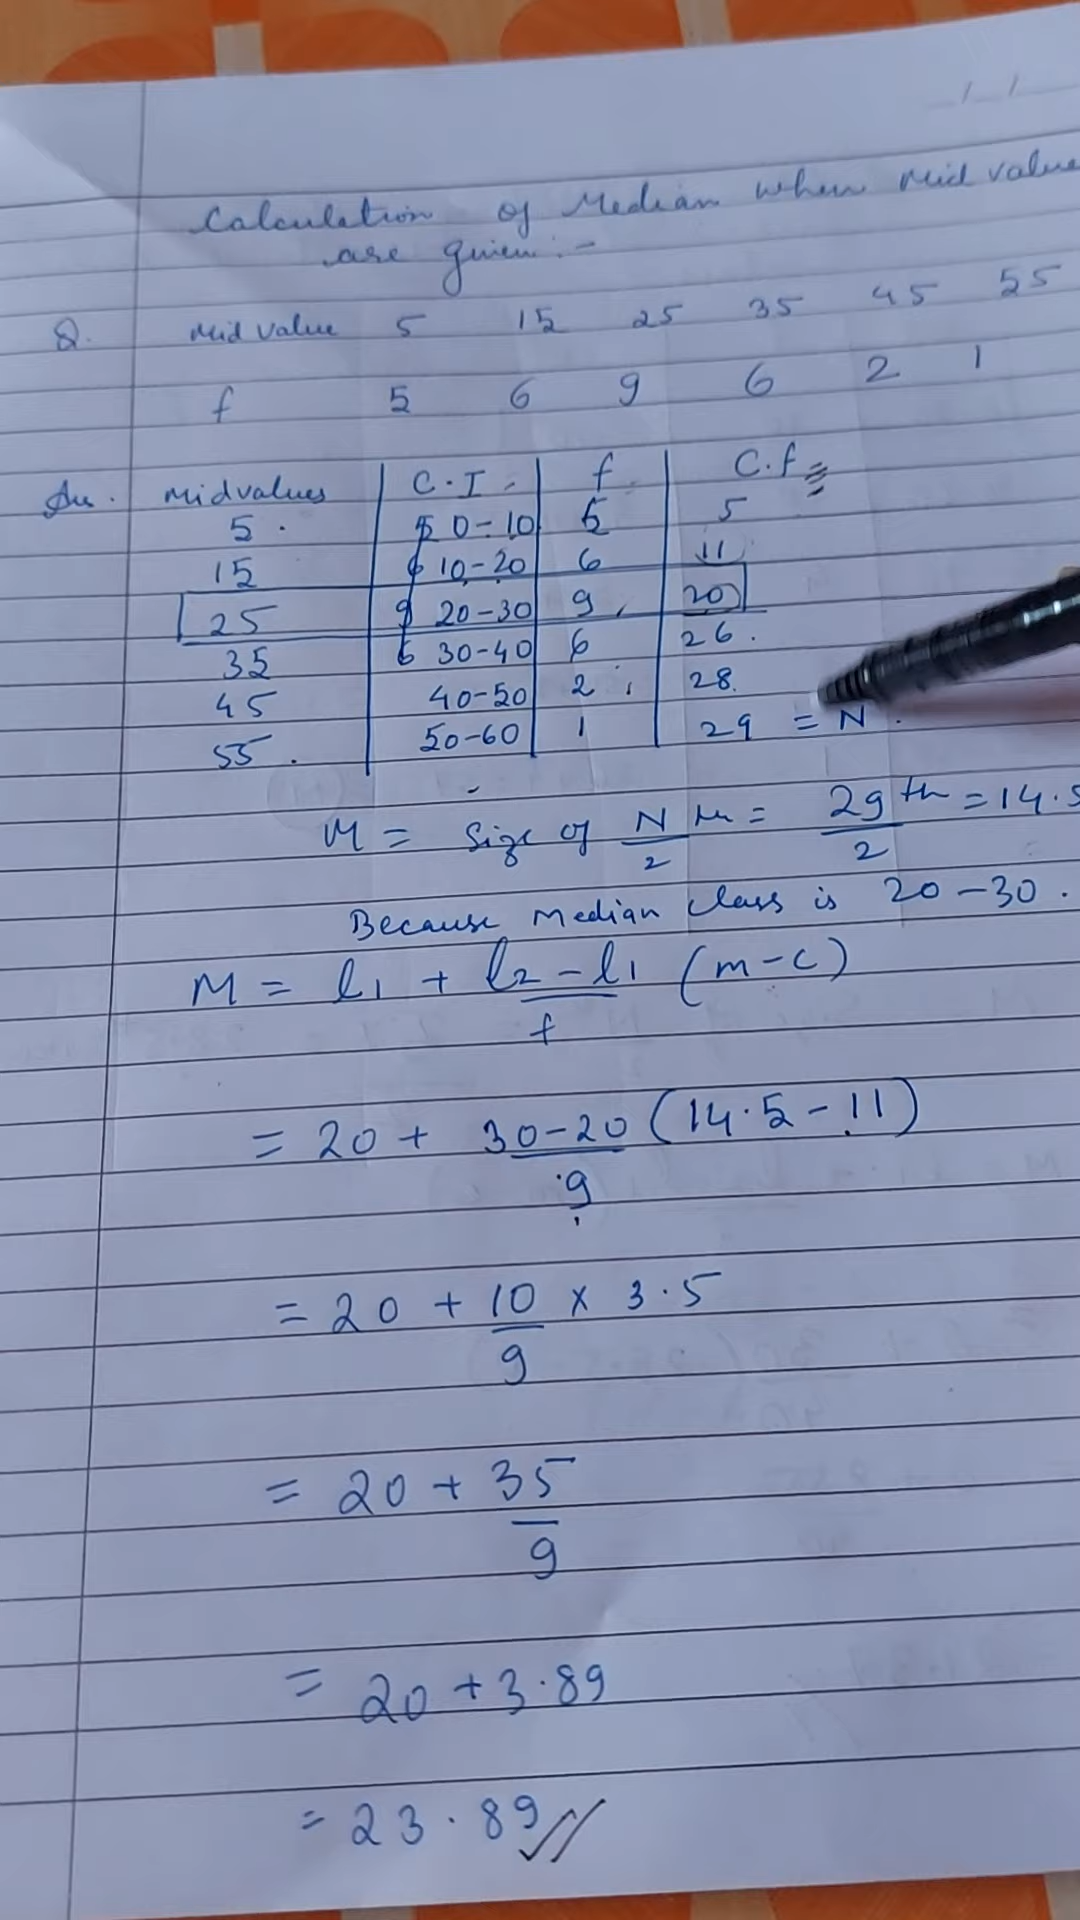 Calculation of Median when Mid value
are given :-
Q. Mid value 5 15 25 35 45 55
f 5 6 9 6 2 1
Ans. Midvalues C.I. f C.f
5 0-10 5 5
15 10-20 6 11
25 20-30 9 20
35 30-40 6 26
45 40-50 2 28
55 50-60 1 29 = N
M = Size of N/2 th = 29/2 th = 14.5
Because Median Class is 20-30.
M = l1 + l2-l1/f (m-c)
= 20 + 30-20/9 (14.5-11)
= 20 + 10/9 x 3.5
= 20 + 35/9
= 20 + 3.89
= 23.89//